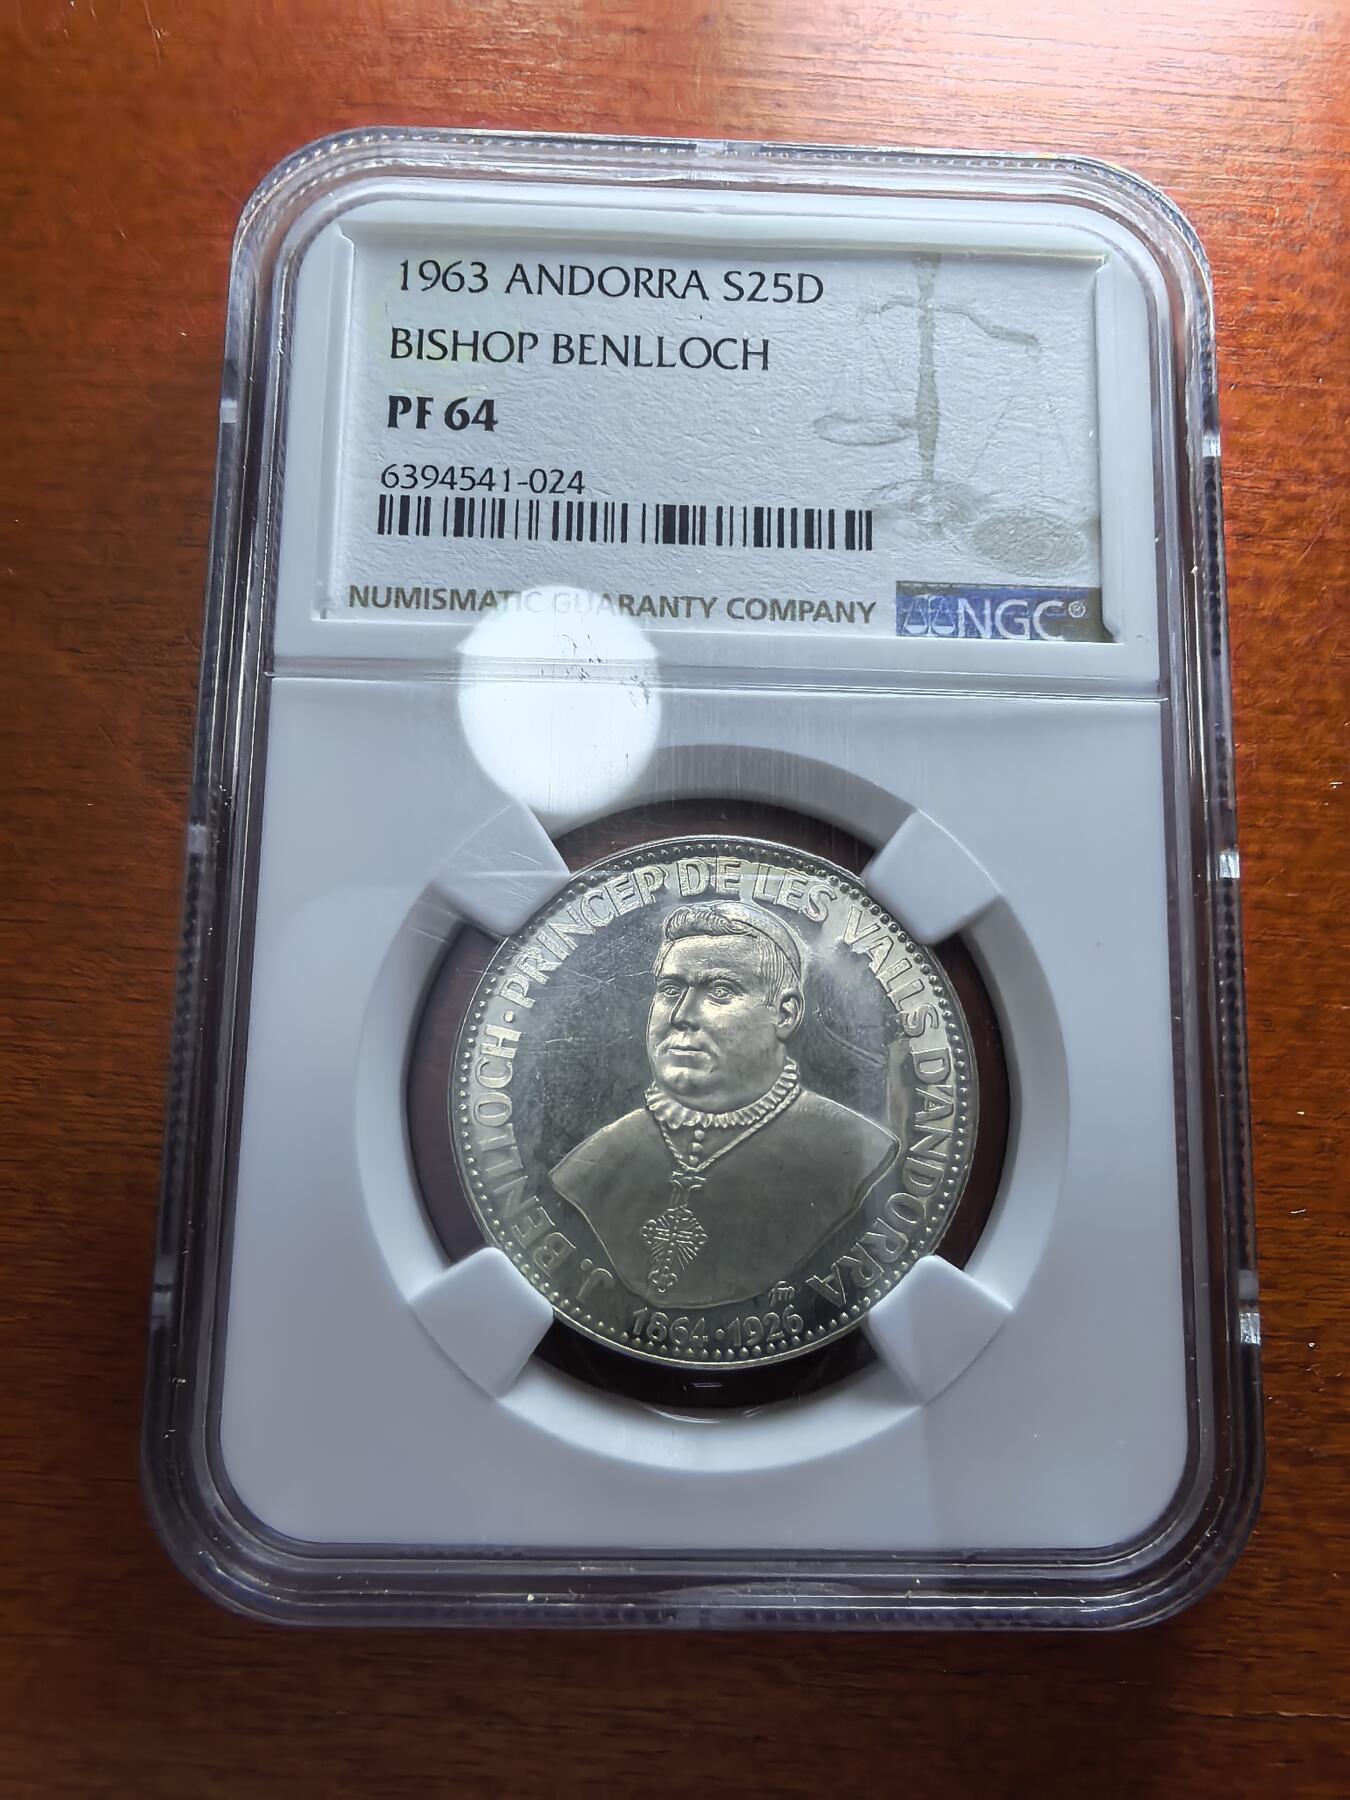 1963 ANDORRA S25D
BISHOP BENLLOCH
PF 64
6394541-024
NUMISMATIC GUARANTY COMPANY
NGC®
J. BENLLOCH · PRINCEP DE LES VALLS D'ANDORRA
1864 · 1926